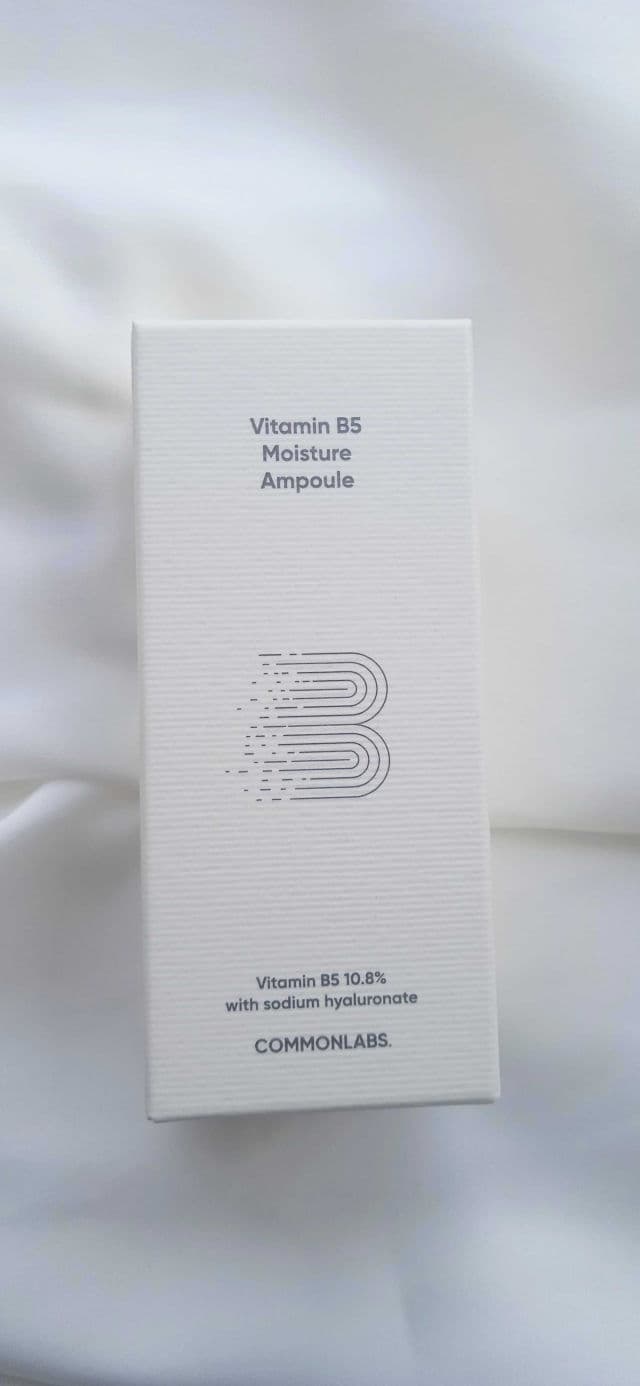 Vitamin B5
Moisture
Ampoule
B
Vitamin B5 10.8%
with sodium hyaluronate
COMMONLABS.